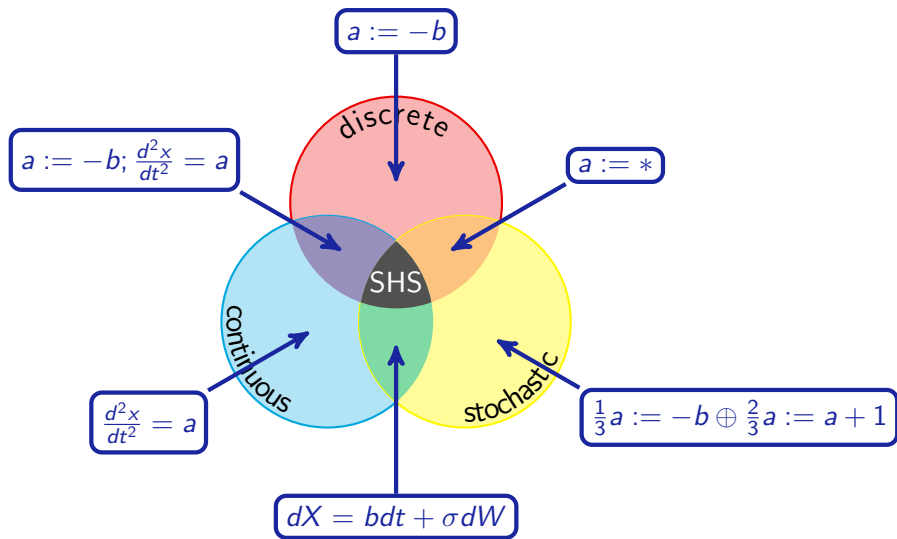 a := −b
discrete
a := −b; d²x/dt² = a
a := ∗
SHS
continuous
stochastic
d²x/dt² = a
1/3 a := −b ⊕ 2/3 a := a + 1
dX = bdt + σdW